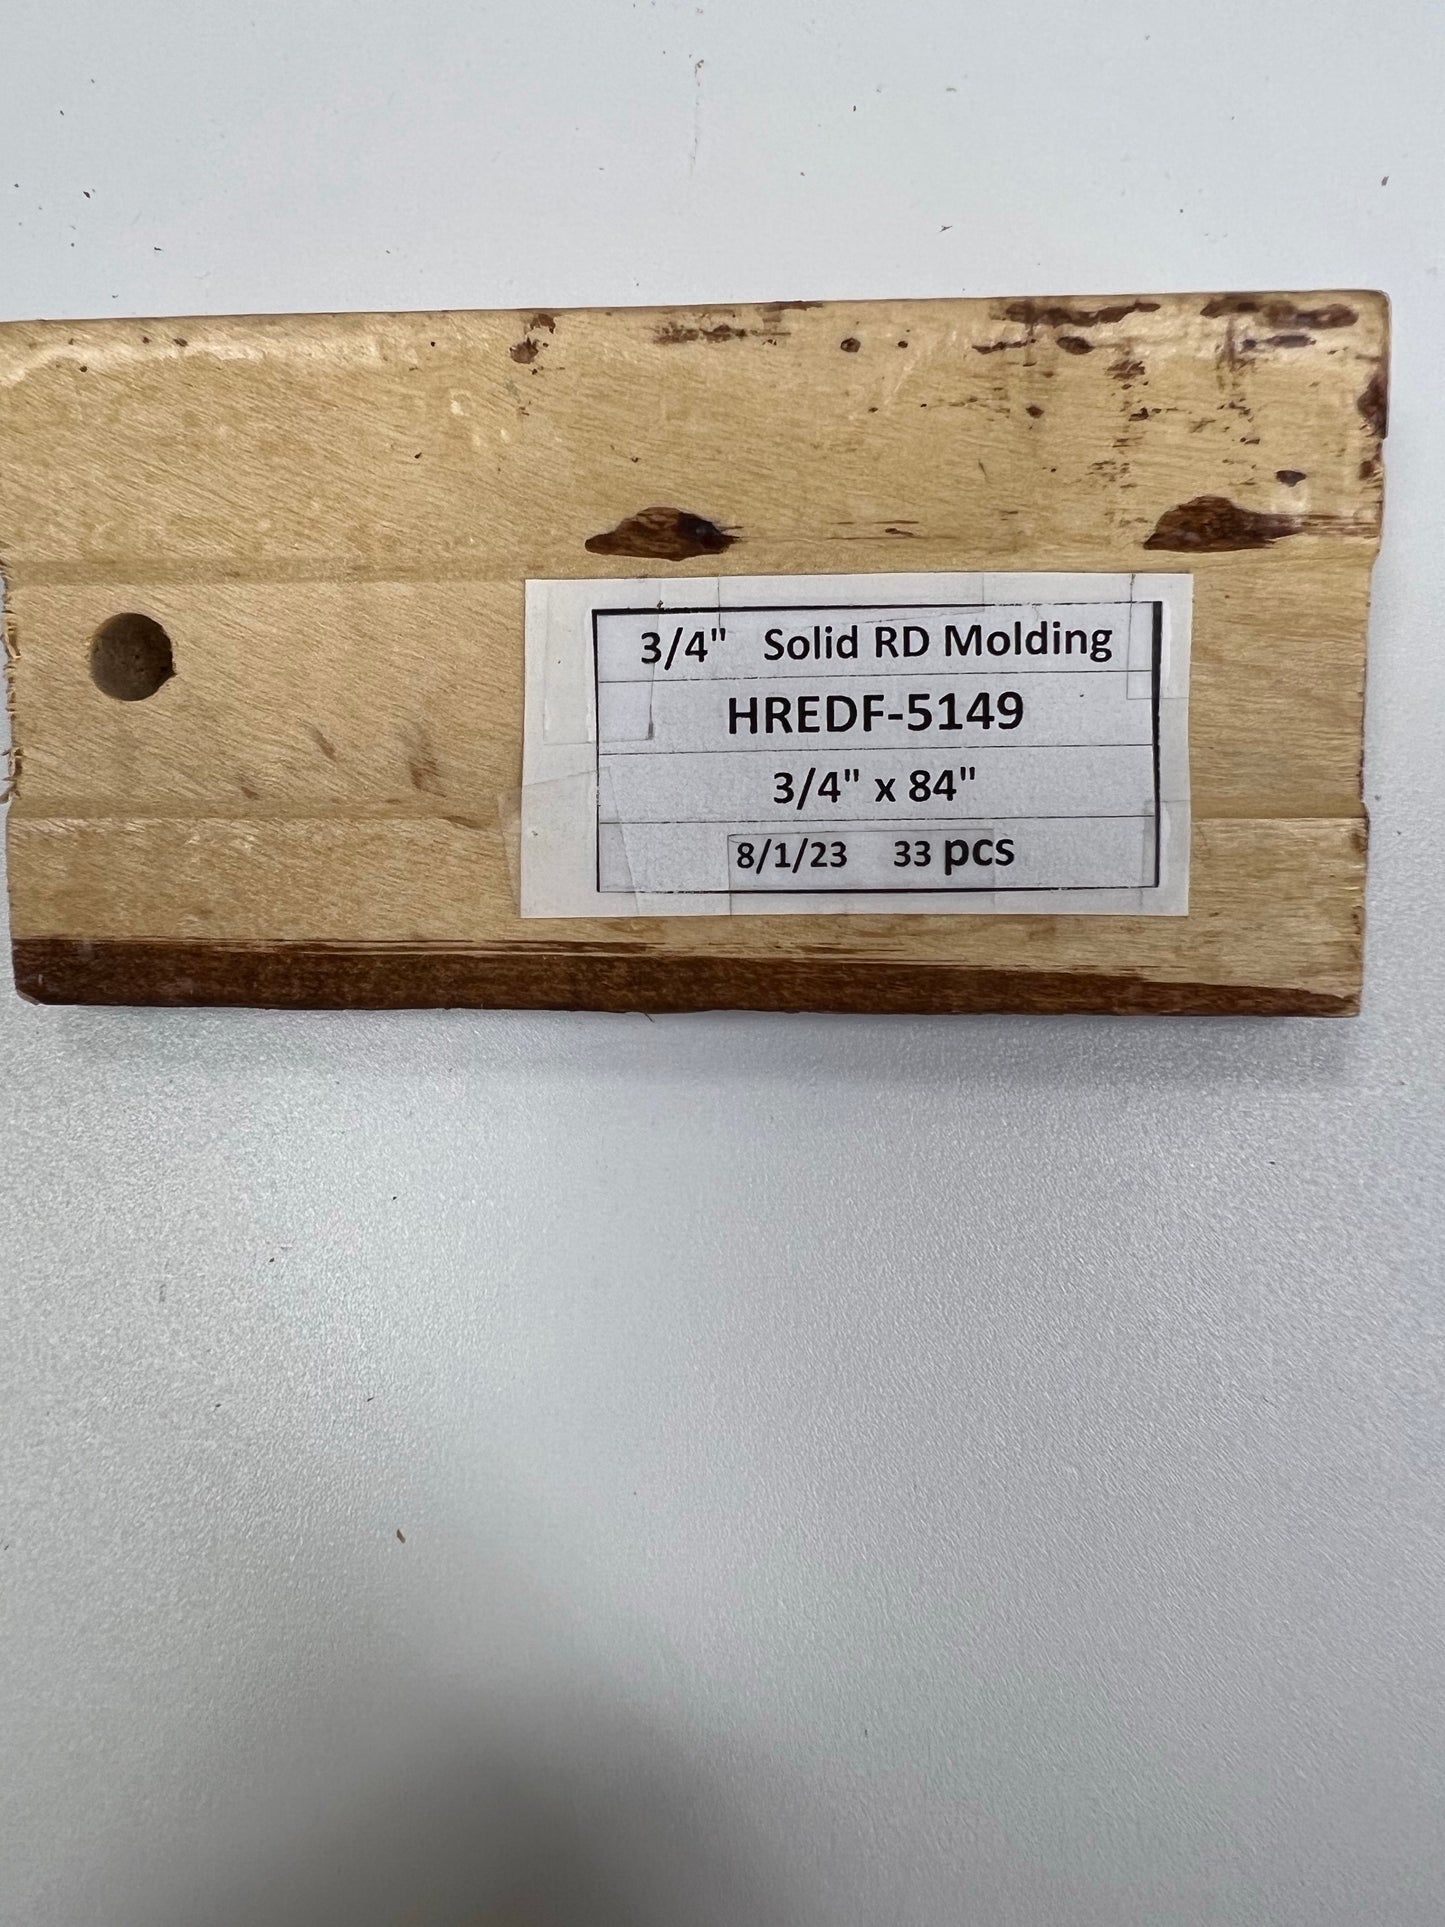 3/4" Solid RD Molding
HREDF-5149
3/4" x 84"
8/1/23 33 pcs